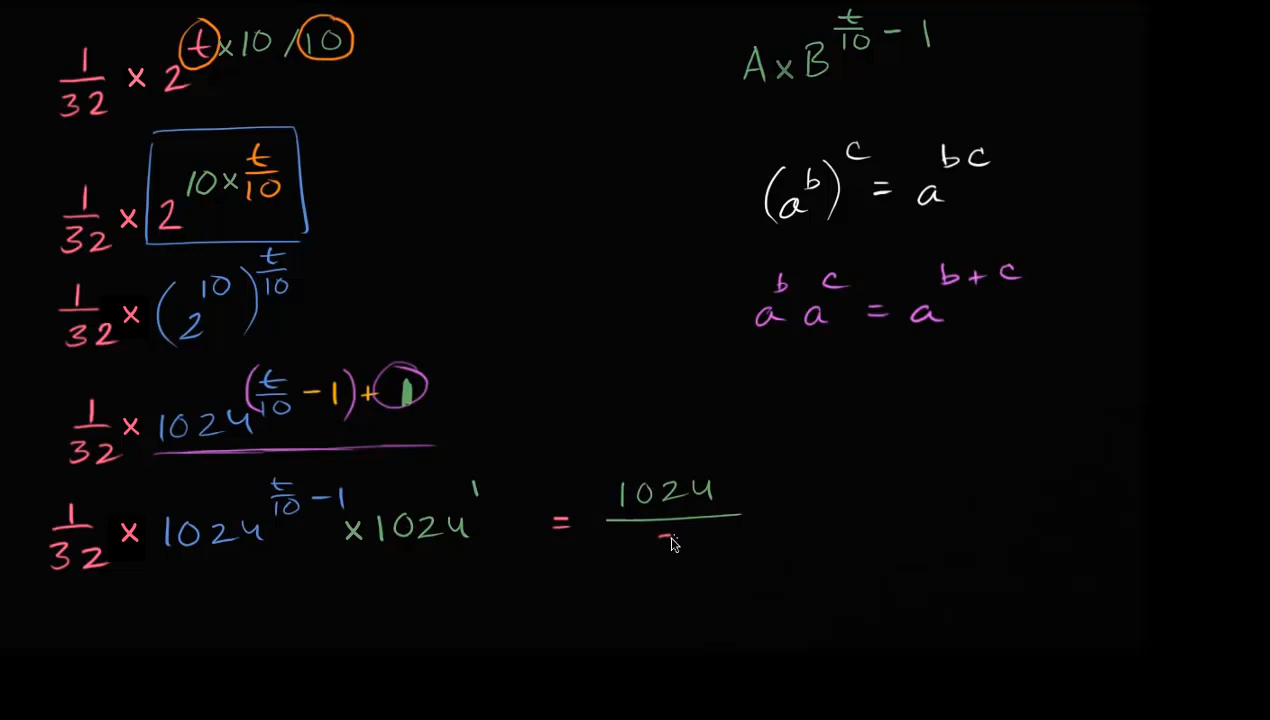 1/32 × 2^(t×10/10)
A×B^(t/10 − 1)
1/32 × 2^(10×t/10)
(a^b)^c = a^(bc)
1/32 × (2^10)^(t/10)
a^b a^c = a^(b+c)
1/32 × 1024^((t/10 − 1)+1)
1/32 × 1024^(t/10 − 1) × 1024^1 = 1024/